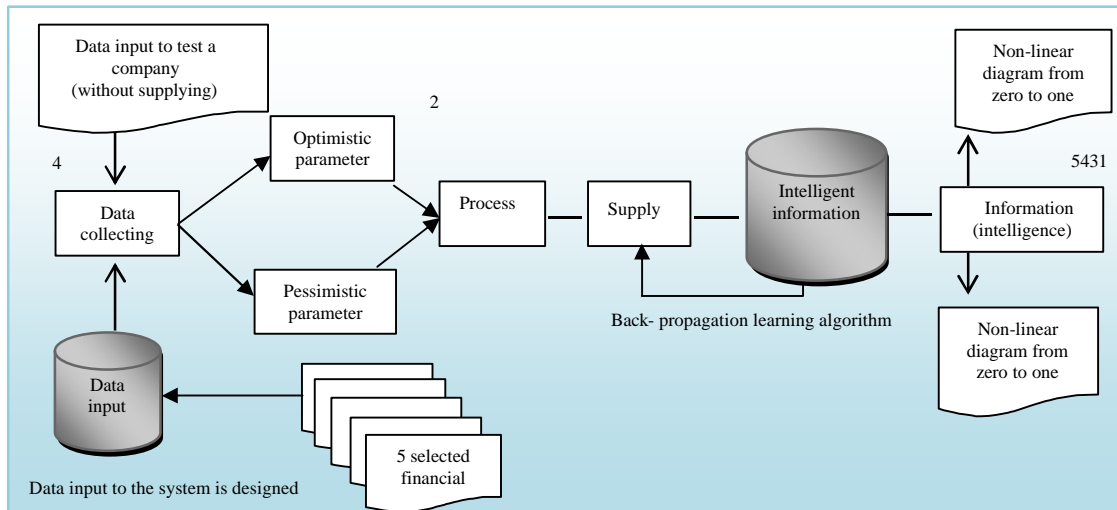 Data input to test a
company
(without supplying)
2
Non-linear
diagram from
zero to one
Optimistic
parameter
4
5431
Data
collecting
Process
Supply
Intelligent
information
Information
(intelligence)
Pessimistic
parameter
Back- propagation learning algorithm
Non-linear
diagram from
zero to one
Data
input
5 selected
financial
Data input to the system is designed